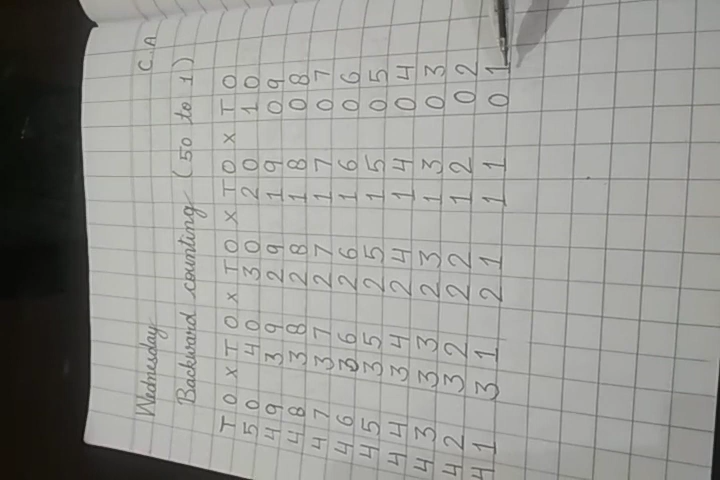 Wednesday C.A
Backward counting (50 to 1)
T O x T O x T O x T O x T O
5 0 4 0 3 0 2 0 1 0
4 9 3 9 2 9 1 9 0 9
4 8 3 8 2 8 1 8 0 8
4 7 3 7 2 7 1 7 0 7
4 6 3 6 2 6 1 6 0 6
4 5 3 5 2 5 1 5 0 5
4 4 3 4 2 4 1 4 0 4
4 3 3 3 2 3 1 3 0 3
4 2 3 2 2 2 1 2 0 2
4 1 3 1 2 1 1 1 0 1